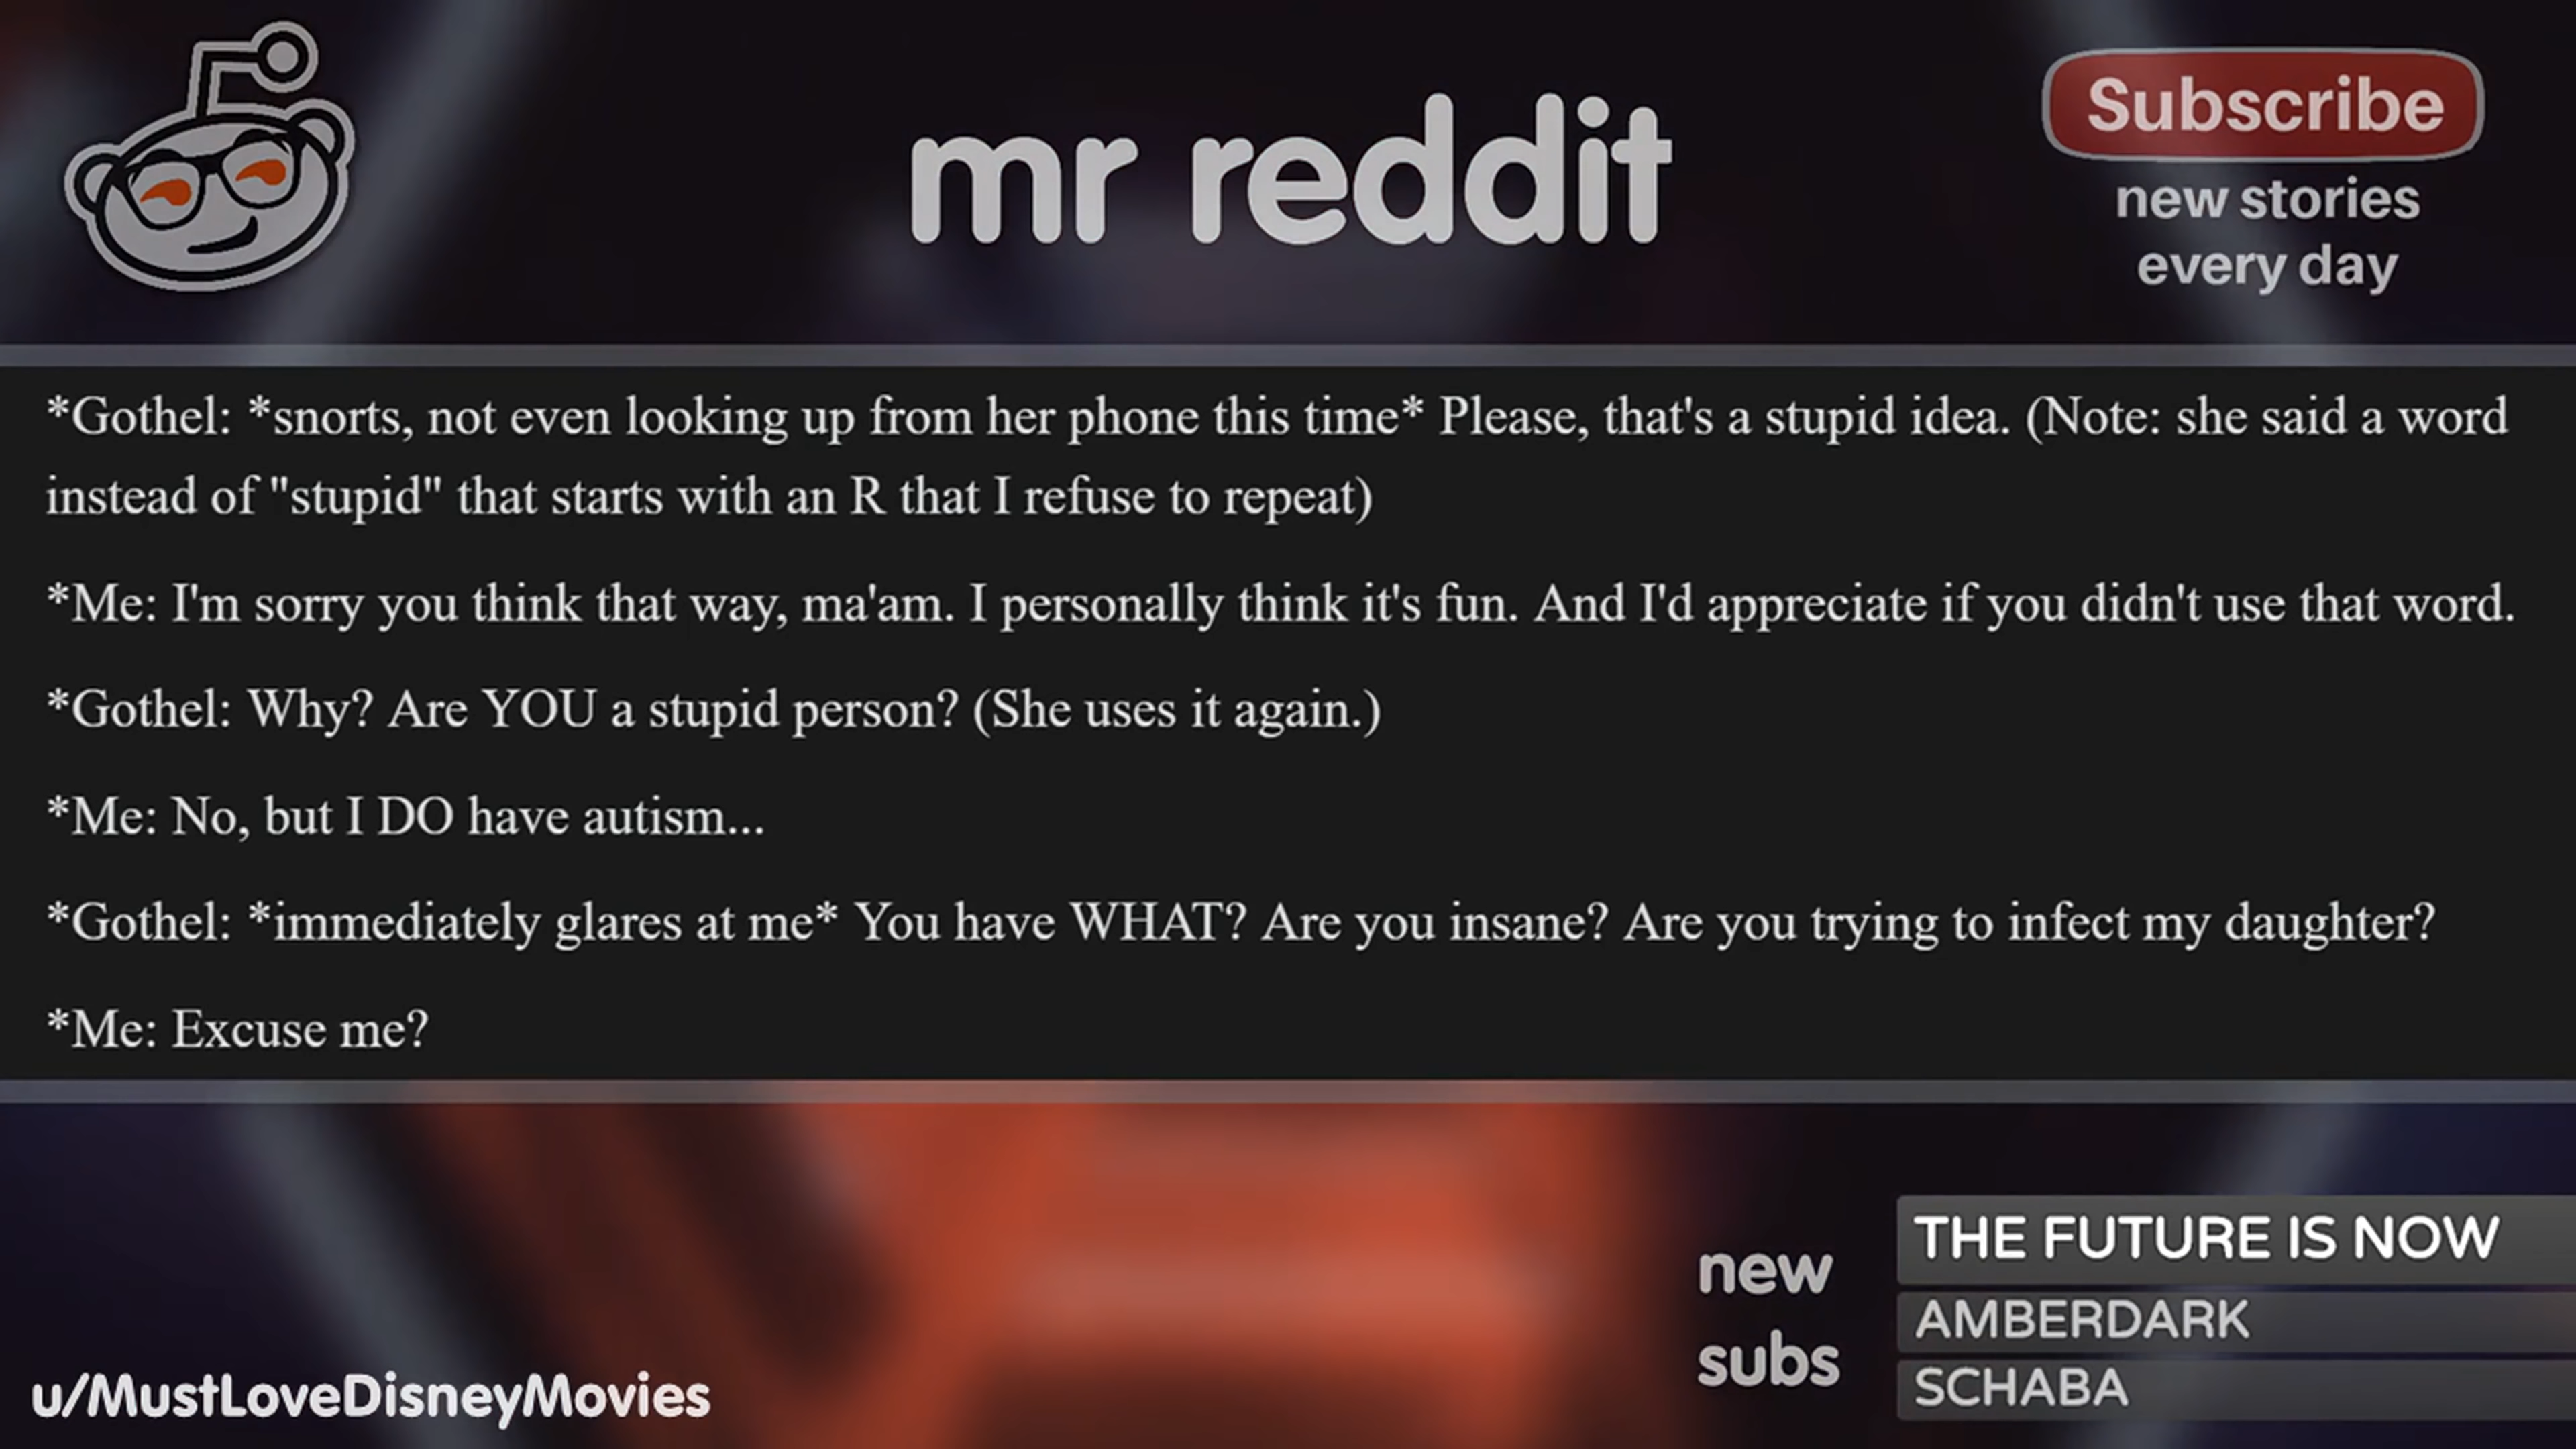 mr reddit
Subscribe
new stories
every day
*Gothel: *snorts, not even looking up from her phone this time* Please, that's a stupid idea. (Note: she said a word
instead of "stupid" that starts with an R that I refuse to repeat)
*Me: I'm sorry you think that way, ma'am. I personally think it's fun. And I'd appreciate if you didn't use that word.
*Gothel: Why? Are YOU a stupid person? (She uses it again.)
*Me: No, but I DO have autism...
*Gothel: *immediately glares at me* You have WHAT? Are you insane? Are you trying to infect my daughter?
*Me: Excuse me?
new
subs
THE FUTURE IS NOW
AMBERDARK
SCHABA
u/MustLoveDisneyMovies